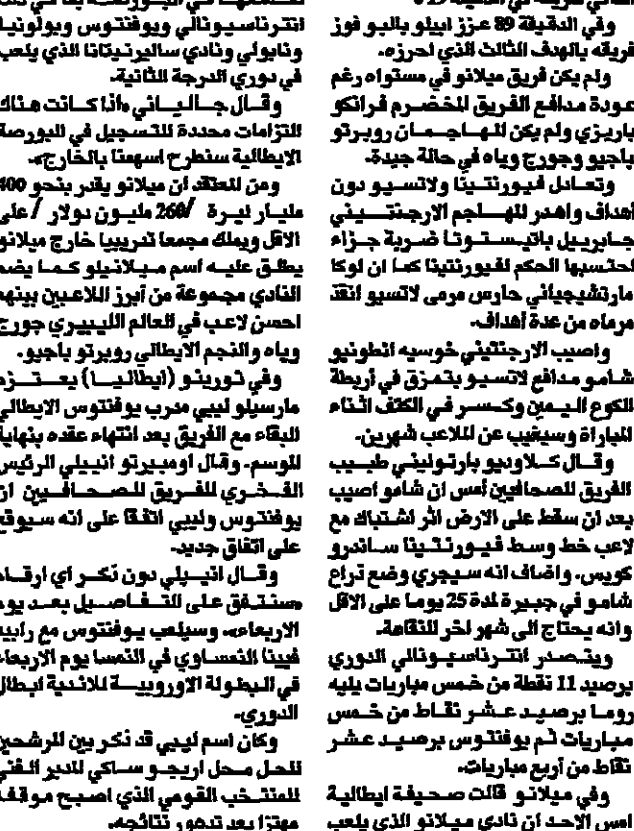 وفي الدقيقة 89 عزز ابيلو بالبو فوز
فريقه بالهدف الثالث الذي احرزه.
ولم يكن فريق ميلانو في مستواه رغم
عودة مدافع الفريق المخضرم فرانكو
باريزي ولم يكن المهاجمان روبرتو
باجيو وجورج وياه في حالة جيدة.
وتعادل فيورنتينا ولاتسيو دون
أهداف واهدر المهاجم الارجنتيني
جابرييل باتيستوتا ضربة جزاء
احتسبها الحكم لفيورنتينا كما ان لوكا
مارتشيجياني حارس مرمى لاتسيو انقذ
مرماه من عدة أهداف.
واصيب الارجنتيني خوسيه انطونيو
شامو مدافع لاتسيو بتمزق في أربطة
الكوع اليمين وكسر في الكتف اثناء
المباراة وسيغيب عن الملاعب شهرين.
وقال كلاوديو بارتوليني طبيب
الفريق للصحافيين أمس ان شامو أصيب
بعد ان سقط على الارض اثر اشتباك مع
لاعب خط وسط فيورنتينا ساندرو
كويس. واضاف انه سيجري وضع ذراع
شامو في جبيرة لمدة 25 يوما على الاقل
وانه يحتاج الى شهر اخر للنقاهة.
ويتصدر انترناسيونالي الدوري
برصيد 11 نقطة من خمس مباريات يليه
روما برصيد عشر نقاط من خمس
مباريات ثم يوفنتوس برصيد عشر
نقاط من أربع مباريات.
وفي ميلانو قالت صحيفة ايطالية
امس الاحد ان نادي ميلانو الذي يلعب
انترناسيونالي ويوفنتوس وبولونيا
ونابولي ونادي ساليرنيتانا الذي يلعب
في دوري الدرجة الثانية.
وقال جالياني «اذا كانت هناك
التزامات محددة للتسجيل في البورصة
الايطالية سنطرح اسهمنا بالخارج».
ومن المعتقد ان ميلانو يقدر بنحو 400
مليار ليرة /260 مليون دولار / على
الاقل ويملك مجمعا تدريبيا خارج ميلانو
يطلق عليه اسم ميلانيلو كما يضم
النادي مجموعة من أبرز اللاعبين بينهم
احسن لاعب في العالم الليبيري جورج
وياه والنجم الايطالي روبرتو باجيو.
وفي تورينو (ايطاليا) يعتزم
مارسيلو ليبي مدرب يوفنتوس الايطالي
البقاء مع الفريق بعد انتهاء عقده بنهاية
الموسم. وقال اومبيرتو انييلي الرئيس
الفخري للفريق للصحافيين ان
يوفنتوس وليبي اتفقا على أنه سيوقع
على اتفاق جديد.
وقال انييلي دون ذكر أي ارقام
«سنتفق على التفاصيل بعد يوم
الاربعاء». وسيلعب يوفنتوس مع رابيد
فيينا النمساوي في النمسا يوم الاربعاء
في البطولة الاوروبية للاندية ابطال
الدوري.
وكان اسم ليبي قد ذكر بين المرشحين
للحل محل اريجو ساكي المدير الفني
للمنتخب القومي الذي اصبح موقفه
مهتزا بعد تدهور نتائجه.